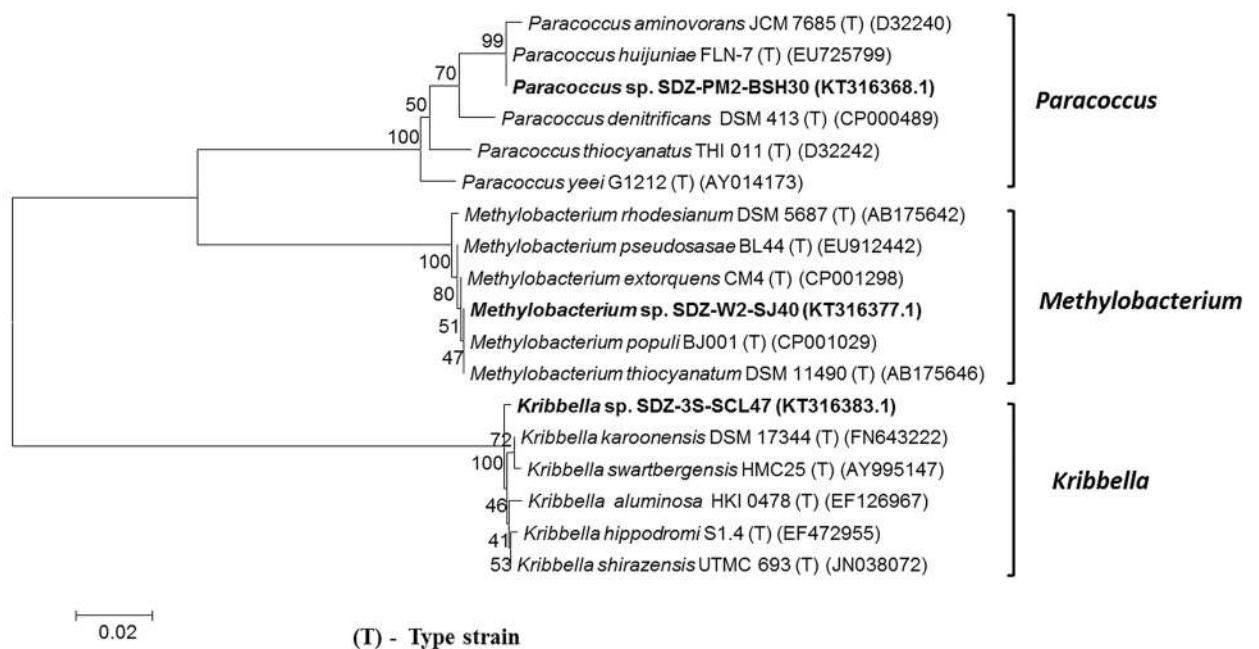 Paracoccus aminovorans JCM 7685 (T) (D32240)
99
Paracoccus huijuniae FLN-7 (T) (EU725799)
70
Paracoccus sp. SDZ-PM2-BSH30 (KT316368.1)
Paracoccus
50
Paracoccus denitrificans DSM 413 (T) (CP000489)
100
Paracoccus thiocyanatus THI 011 (T) (D32242)
Paracoccus yeei G1212 (T) (AY014173)
Methylobacterium rhodesianum DSM 5687 (T) (AB175642)
Methylobacterium pseudosasae BL44 (T) (EU912442)
100
Methylobacterium extorquens CM4 (T) (CP001298)
80
Methylobacterium sp. SDZ-W2-SJ40 (KT316377.1)
Methylobacterium
51
Methylobacterium populi BJ001 (T) (CP001029)
47
Methylobacterium thiocyanatum DSM 11490 (T) (AB175646)
Kribbella sp. SDZ-3S-SCL47 (KT316383.1)
72
Kribbella karoonensis DSM 17344 (T) (FN643222)
100
Kribbella swartbergensis HMC25 (T) (AY995147)
Kribbella
46
Kribbella aluminosa HKI 0478 (T) (EF126967)
Kribbella hippodromi S1.4 (T) (EF472955)
41
53
Kribbella shirazensis UTMC 693 (T) (JN038072)
0.02
(T) - Type strain